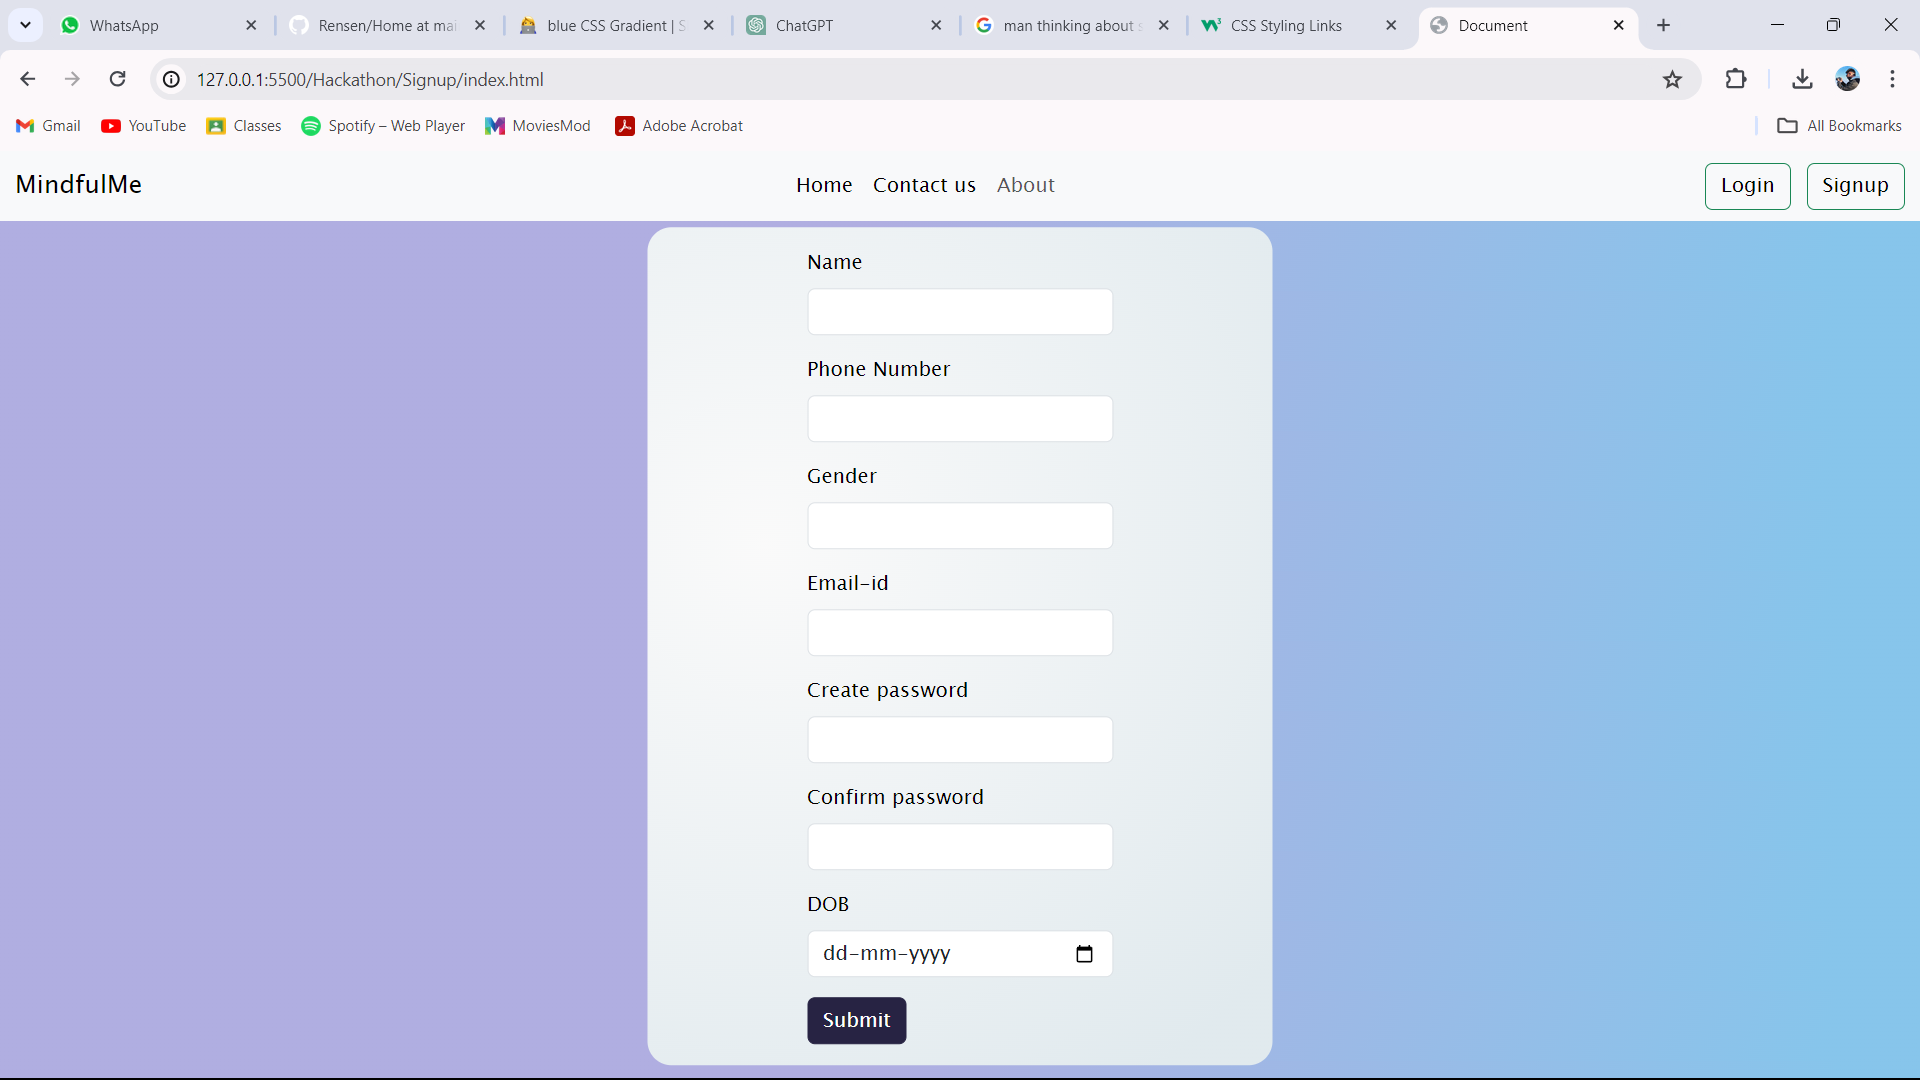 WhatsApp
Rensen/Home at mai
blue CSS Gradient | S
ChatGPT
man thinking about s
CSS Styling Links
Document
127.0.0.1:5500/Hackathon/Signup/index.html
Gmail
YouTube
Classes
Spotify – Web Player
MoviesMod
Adobe Acrobat
All Bookmarks
MindfulMe
Home
Contact us
About
Login
Signup
Name
Phone Number
Gender
Email-id
Create password
Confirm password
DOB
dd-mm-yyyy
Submit